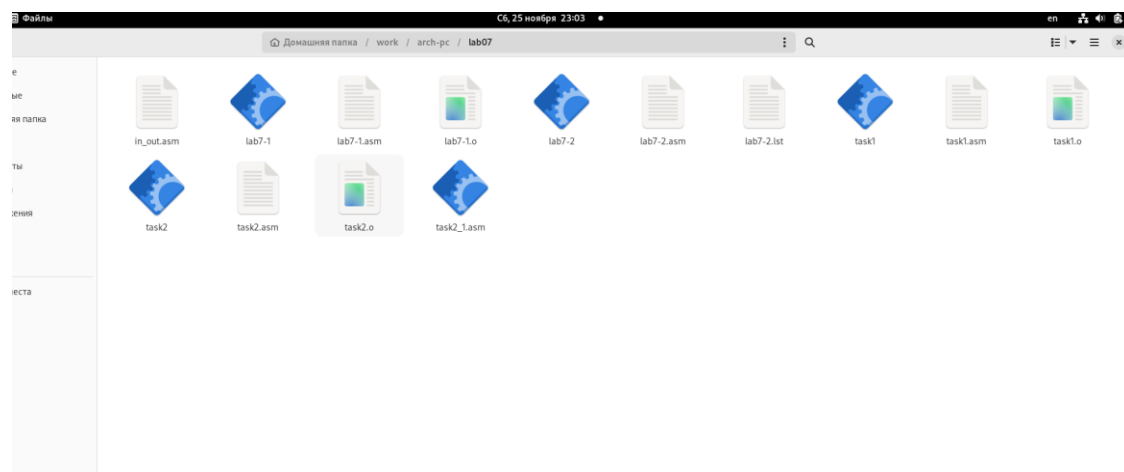 Файлы
Сб, 25 ноября 23:03
en
Домашняя папка / work / arch-pc / lab07
in_out.asm
lab7-1
lab7-1.asm
lab7-1.o
lab7-2
lab7-2.asm
lab7-2.lst
task1
task1.asm
task1.o
task2
task2.asm
task2.o
task2_1.asm
е
ые
яя папка
ты
ения
еста